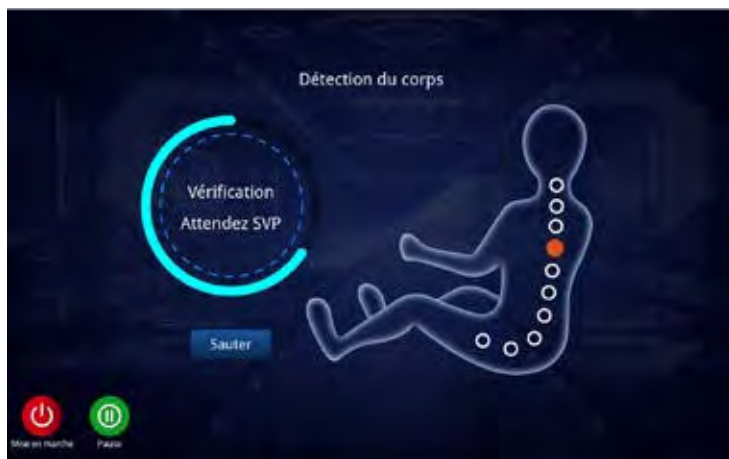 Détection du corps
Vérification
Attendez SVP
Sauter
Mise en marche
Pause